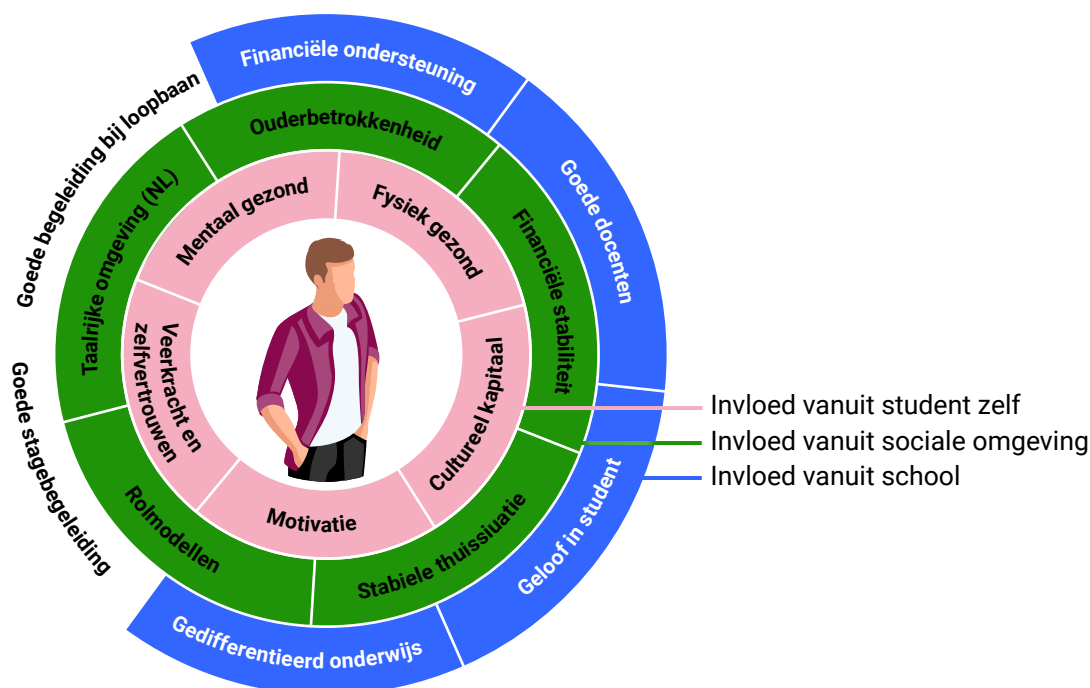 Financiële ondersteuning
Goede docenten
Geloof in student
Gedifferentieerd onderwijs
Goede stagebegeleiding
Goede begeleiding bij loopbaan
Ouderbetrokkenheid
Financiële stabiliteit
Stabiele thuissiuatie
Rolmodellen
Taalrijke omgeving (NL)
Mentaal gezond
Fysiek gezond
Cultureel kapitaal
Motivatie
Veerkracht en
zelfvertrouwen
Invloed vanuit student zelf
Invloed vanuit sociale omgeving
Invloed vanuit school